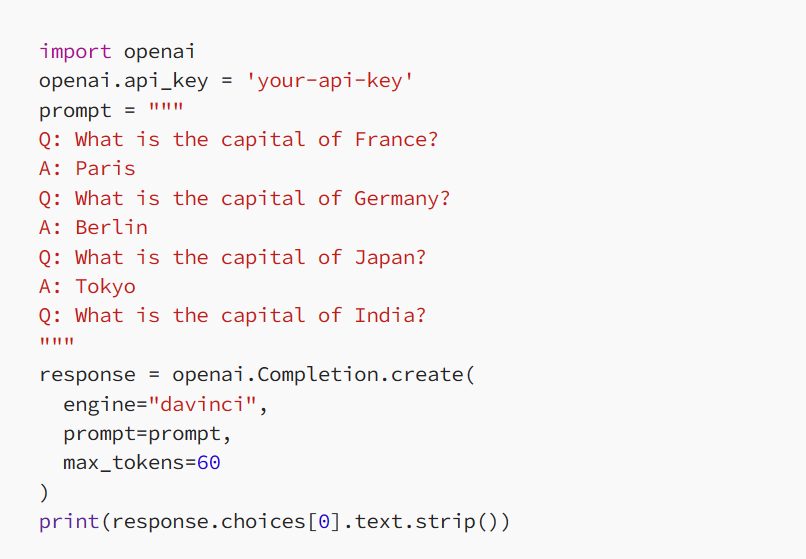 import openai
openai.api_key = 'your-api-key'
prompt = """
Q: What is the capital of France?
A: Paris
Q: What is the capital of Germany?
A: Berlin
Q: What is the capital of Japan?
A: Tokyo
Q: What is the capital of India?
"""
response = openai.Completion.create(
  engine="davinci",
  prompt=prompt,
  max_tokens=60
)
print(response.choices[0].text.strip())